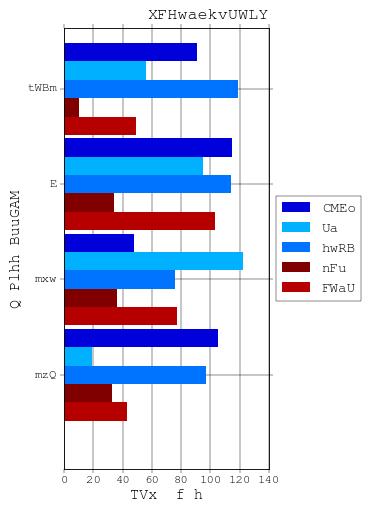 XFHwaekvUWLY
Q Plhh BuuGAM
tWBm
E
mxw
mzQ
0 20 40 60 80 100 120 140
TVx  f h
CMEo
Ua
hwRB
nFu
FWaU